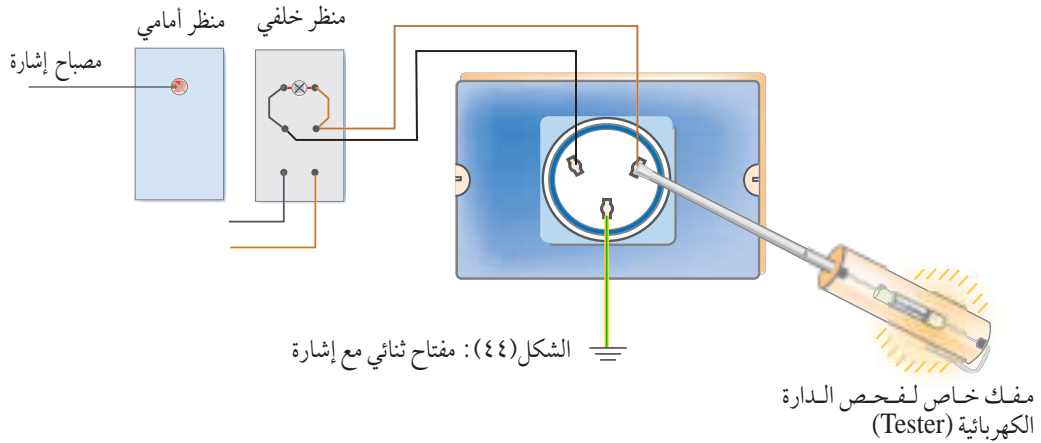 منظر خلفي
منظر أمامي
مصباح إشارة
الشكل(٤٤): مفتاح ثنائي مع إشارة
مفك خاص لفحص الدارة
الكهربائية (Tester)